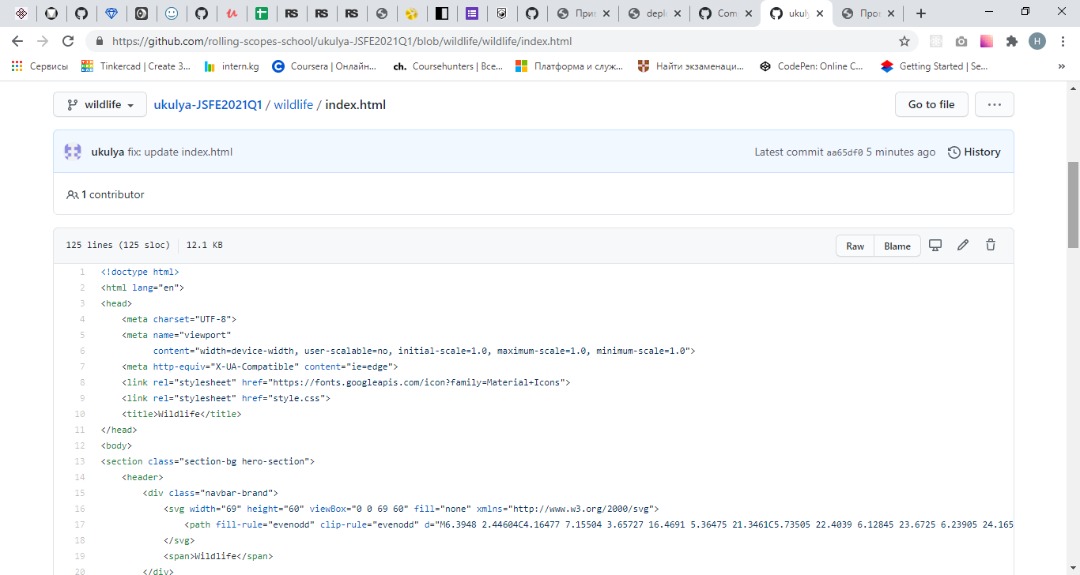 RS RS RS
При
depl
Com
ukuly
Про
https://github.com/rolling-scopes-school/ukulya-JSFE2021Q1/blob/wildlife/wildlife/index.html
H
Сервисы Tinkercad | Create 3... intern.kg Coursera | Онлайн... ch. Coursehunters | Все... Платформа и служ... Найти экзаменаци... CodePen: Online C... Getting Started | Se... »
wildlife ukulya-JSFE2021Q1 / wildlife / index.html Go to file ...
ukulya fix: update index.html Latest commit aa65df0 5 minutes ago History
1 contributor
125 lines (125 sloc) 12.1 KB Raw Blame
1 <!doctype html>
2 <html lang="en">
3 <head>
4 <meta charset="UTF-8">
5 <meta name="viewport"
6 content="width=device-width, user-scalable=no, initial-scale=1.0, maximum-scale=1.0, minimum-scale=1.0">
7 <meta http-equiv="X-UA-Compatible" content="ie=edge">
8 <link rel="stylesheet" href="https://fonts.googleapis.com/icon?family=Material+Icons">
9 <link rel="stylesheet" href="style.css">
10 <title>Wildlife</title>
11 </head>
12 <body>
13 <section class="section-bg hero-section">
14 <header>
15 <div class="navbar-brand">
16 <svg width="69" height="60" viewBox="0 0 69 60" fill="none" xmlns="http://www.w3.org/2000/svg">
17 <path fill-rule="evenodd" clip-rule="evenodd" d="M6.3948 2.44604C4.16477 7.15504 3.65727 16.4691 5.36475 21.3461C5.73505 22.4039 6.12845 23.6725 6.23905 24.165
18 </svg>
19 <span>Wildlife</span>
20 </div>